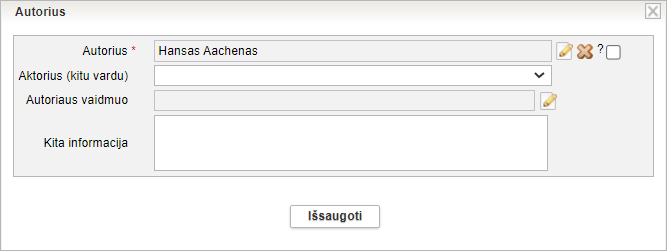 Autorius
Autorius * Hansas Aachenas ?
Aktorius (kitu vardu)
Autoriaus vaidmuo
Kita informacija
Išsaugoti